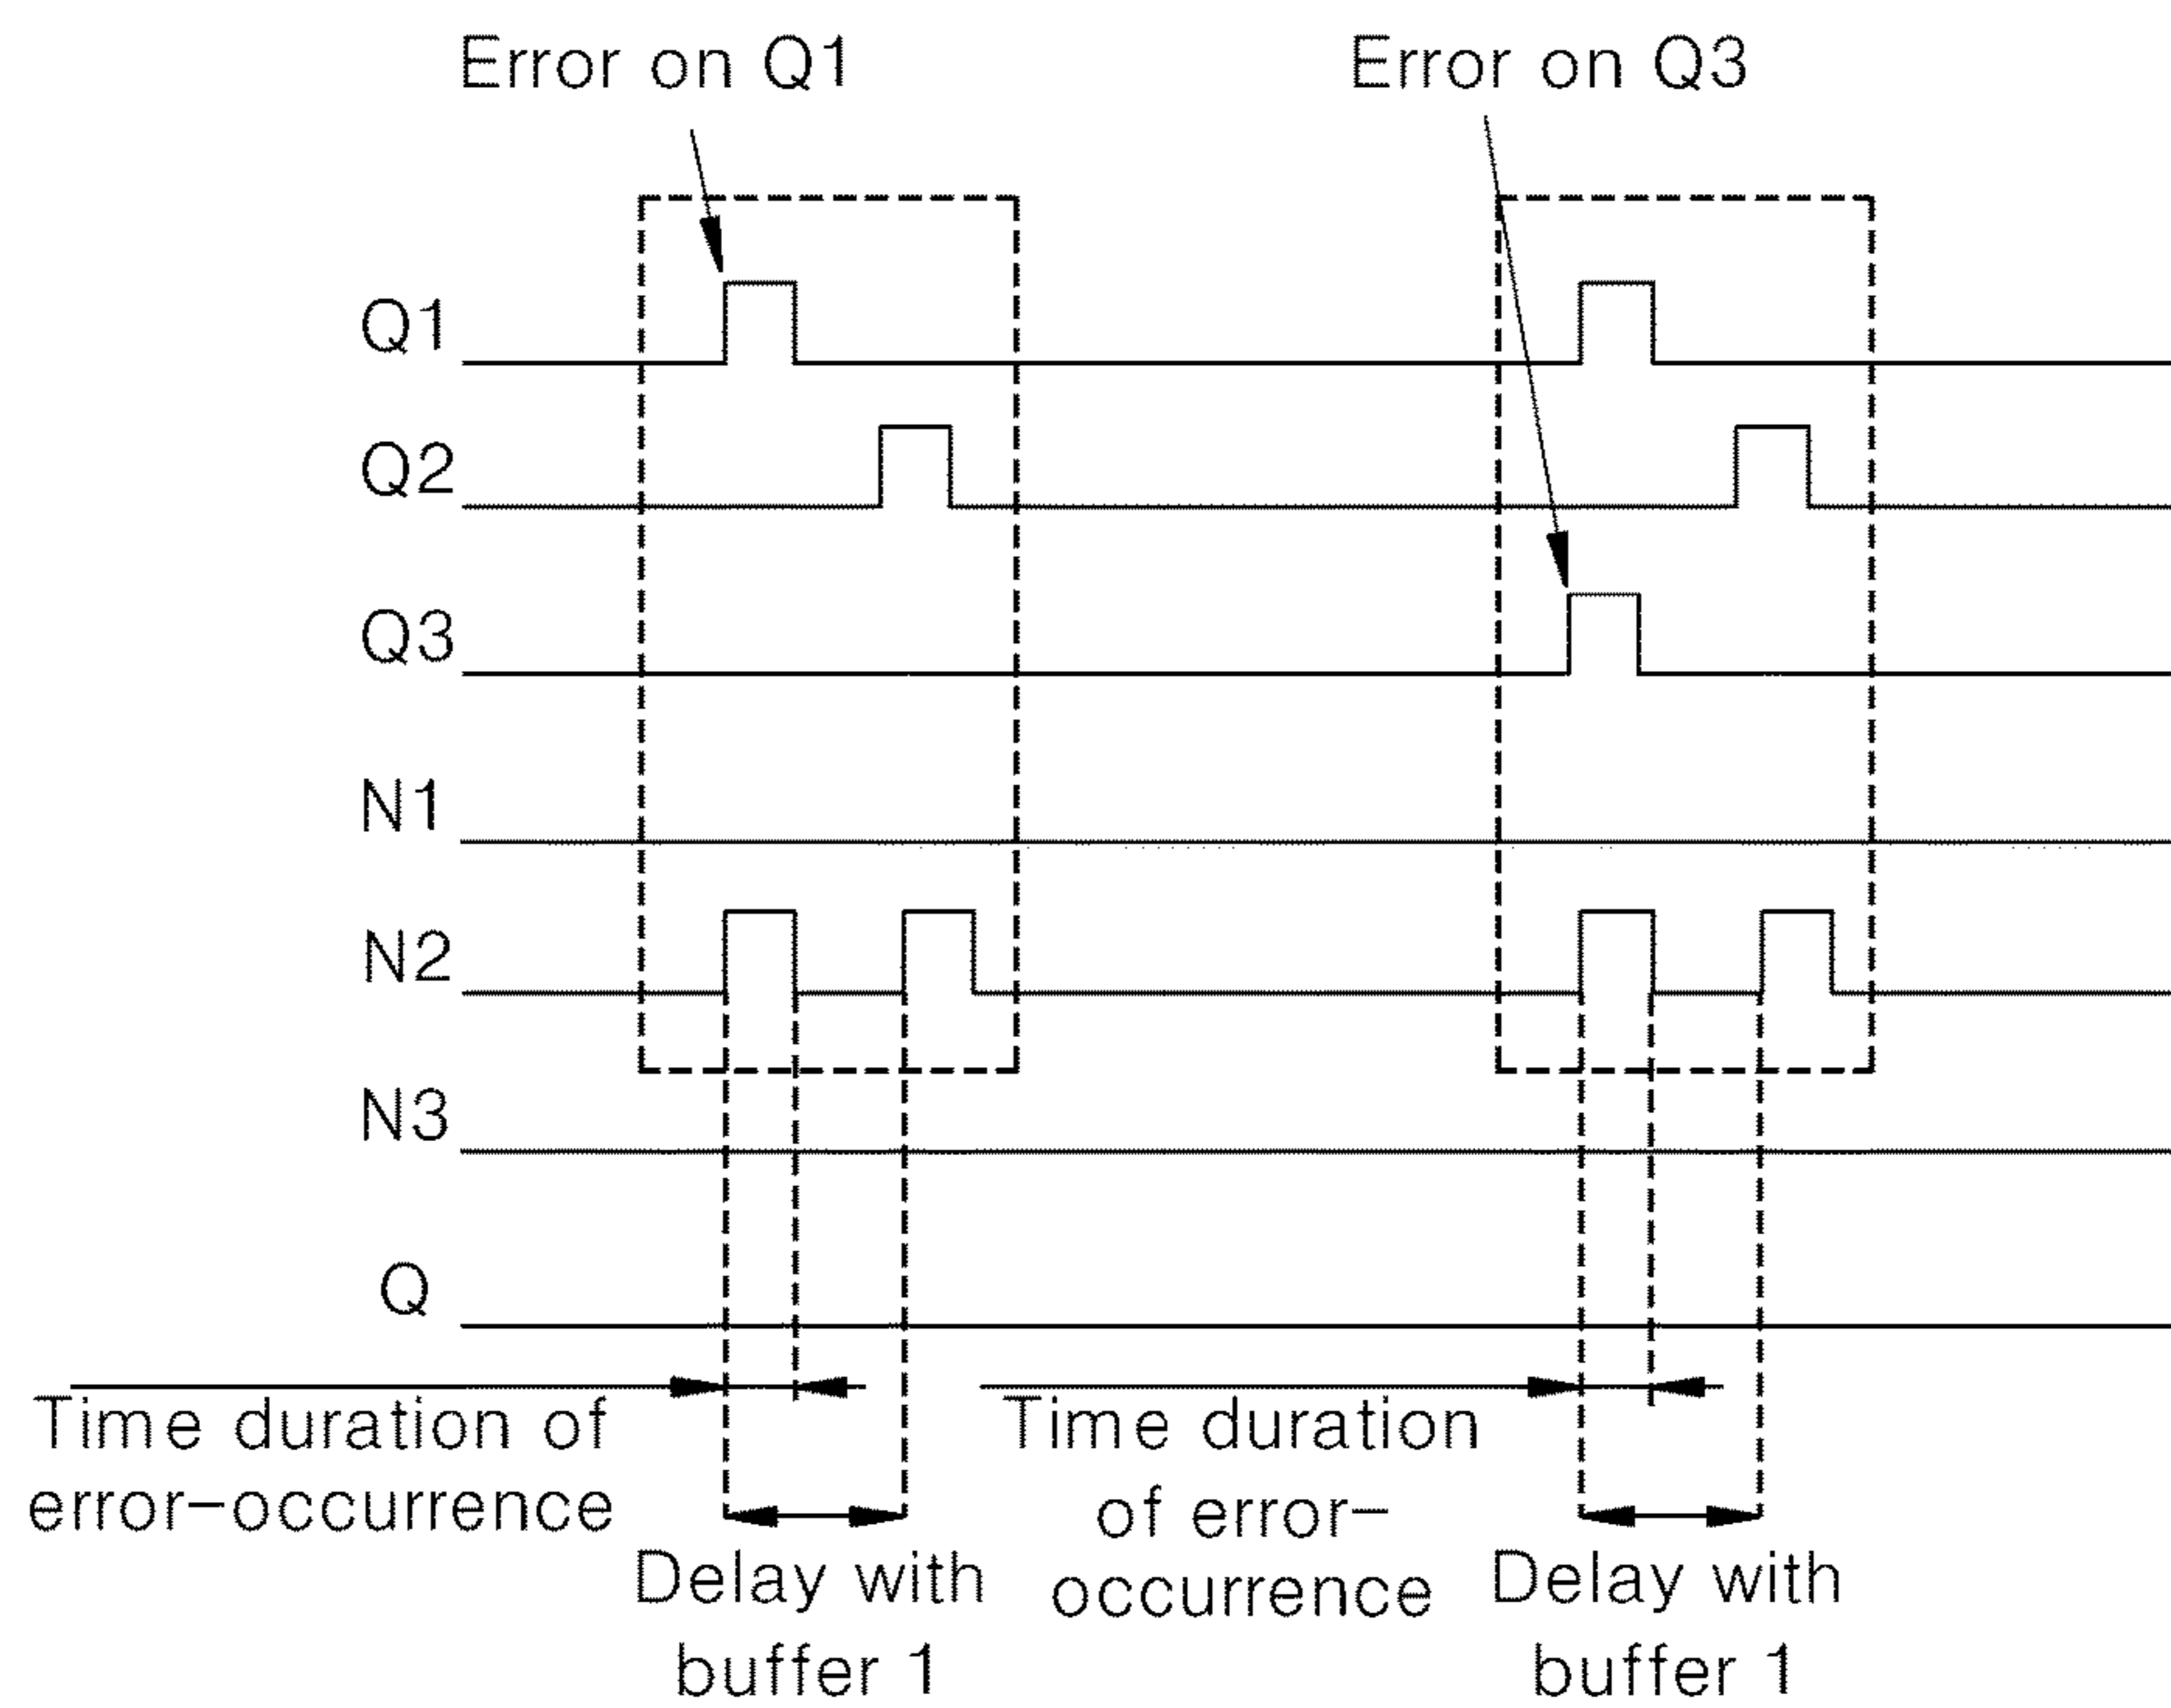 Error on Q1
Error on Q3
Q1
Q2
Q3
N1
N2
N3
Q
Time duration of
error-occurrence
Delay with
buffer 1
Time duration
of error-
occurrence
Delay with
buffer 1